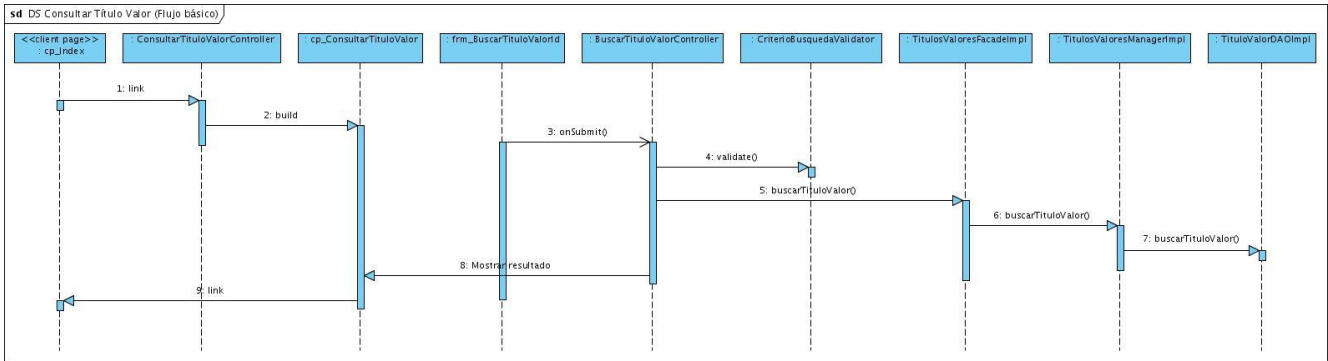 sd DS Consultar Título Valor (Flujo básico)
<<client page>>
: cp_Index
: ConsultarTituloValorController
: cp_ConsultarTituloValor
: frm_BuscarTituloValorId
: BuscarTituloValorController
: CriterioBusquedaValidator
: TitulosValoresFacadeImpl
: TitulosValoresManagerImpl
: TituloValorDAOImpl
1: link
2: build
3: onSubmit()
4: validate()
5: buscarTituloValor()
6: buscarTituloValor()
7: buscarTituloValor()
8: Mostrar resultado
9: link